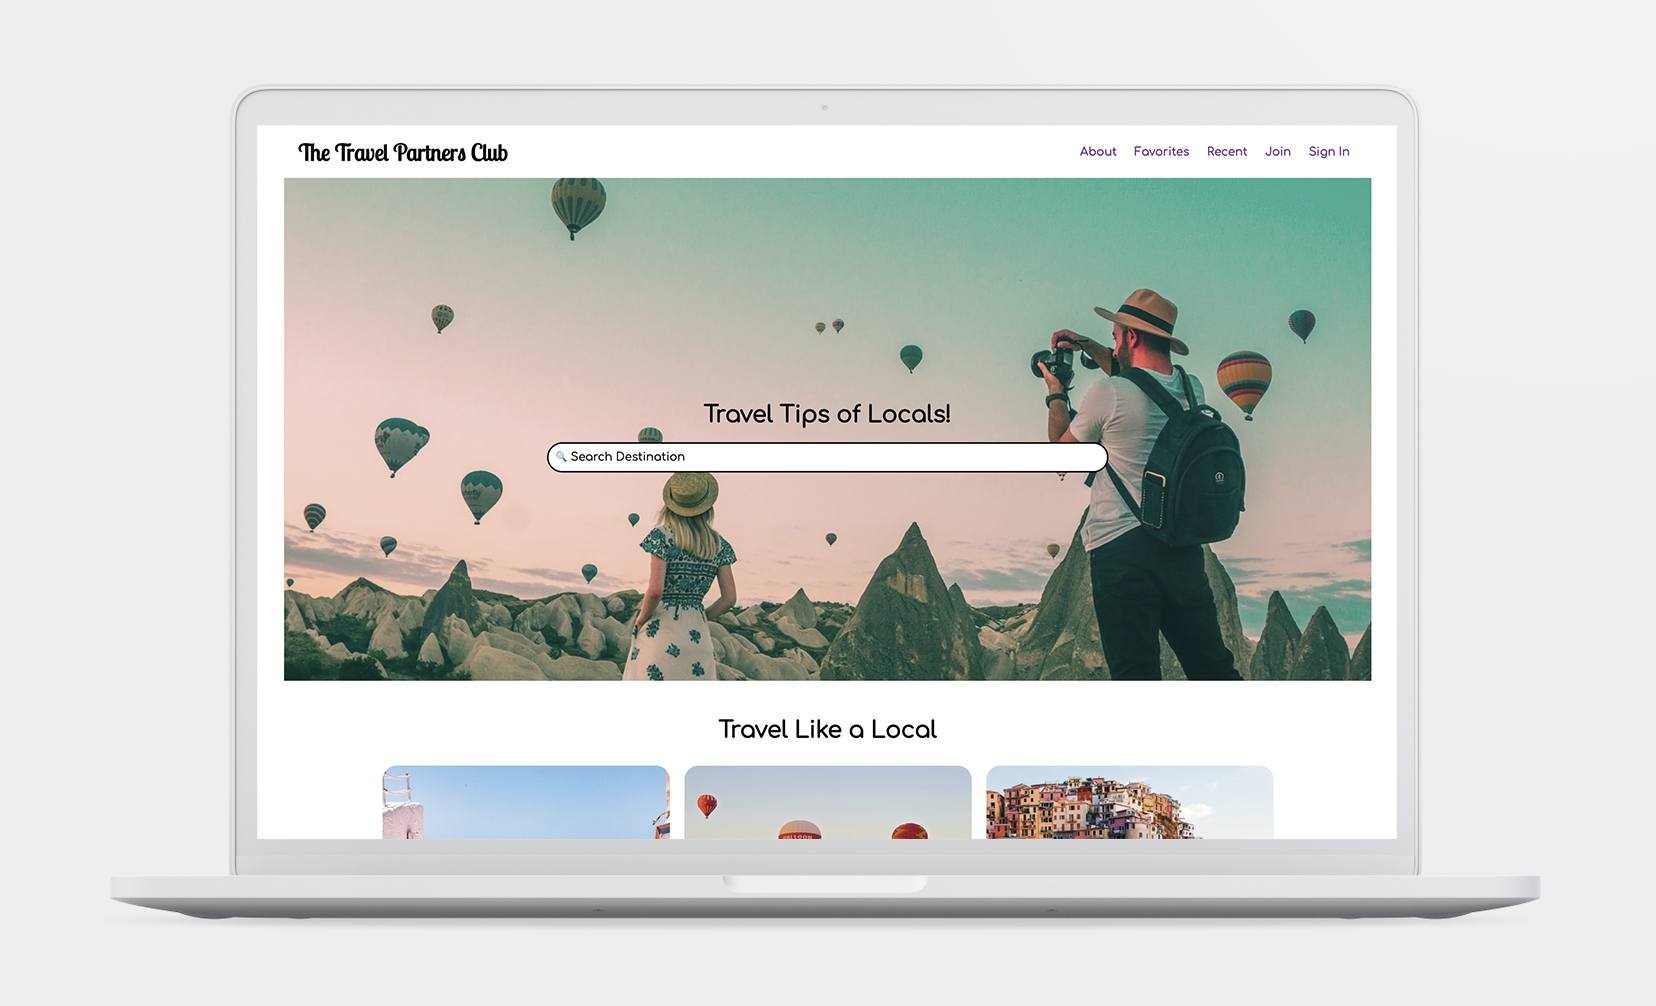 The Travel Partners Club
About Favorites Recent Join Sign In
Travel Tips of Locals!
Search Destination
Travel Like a Local